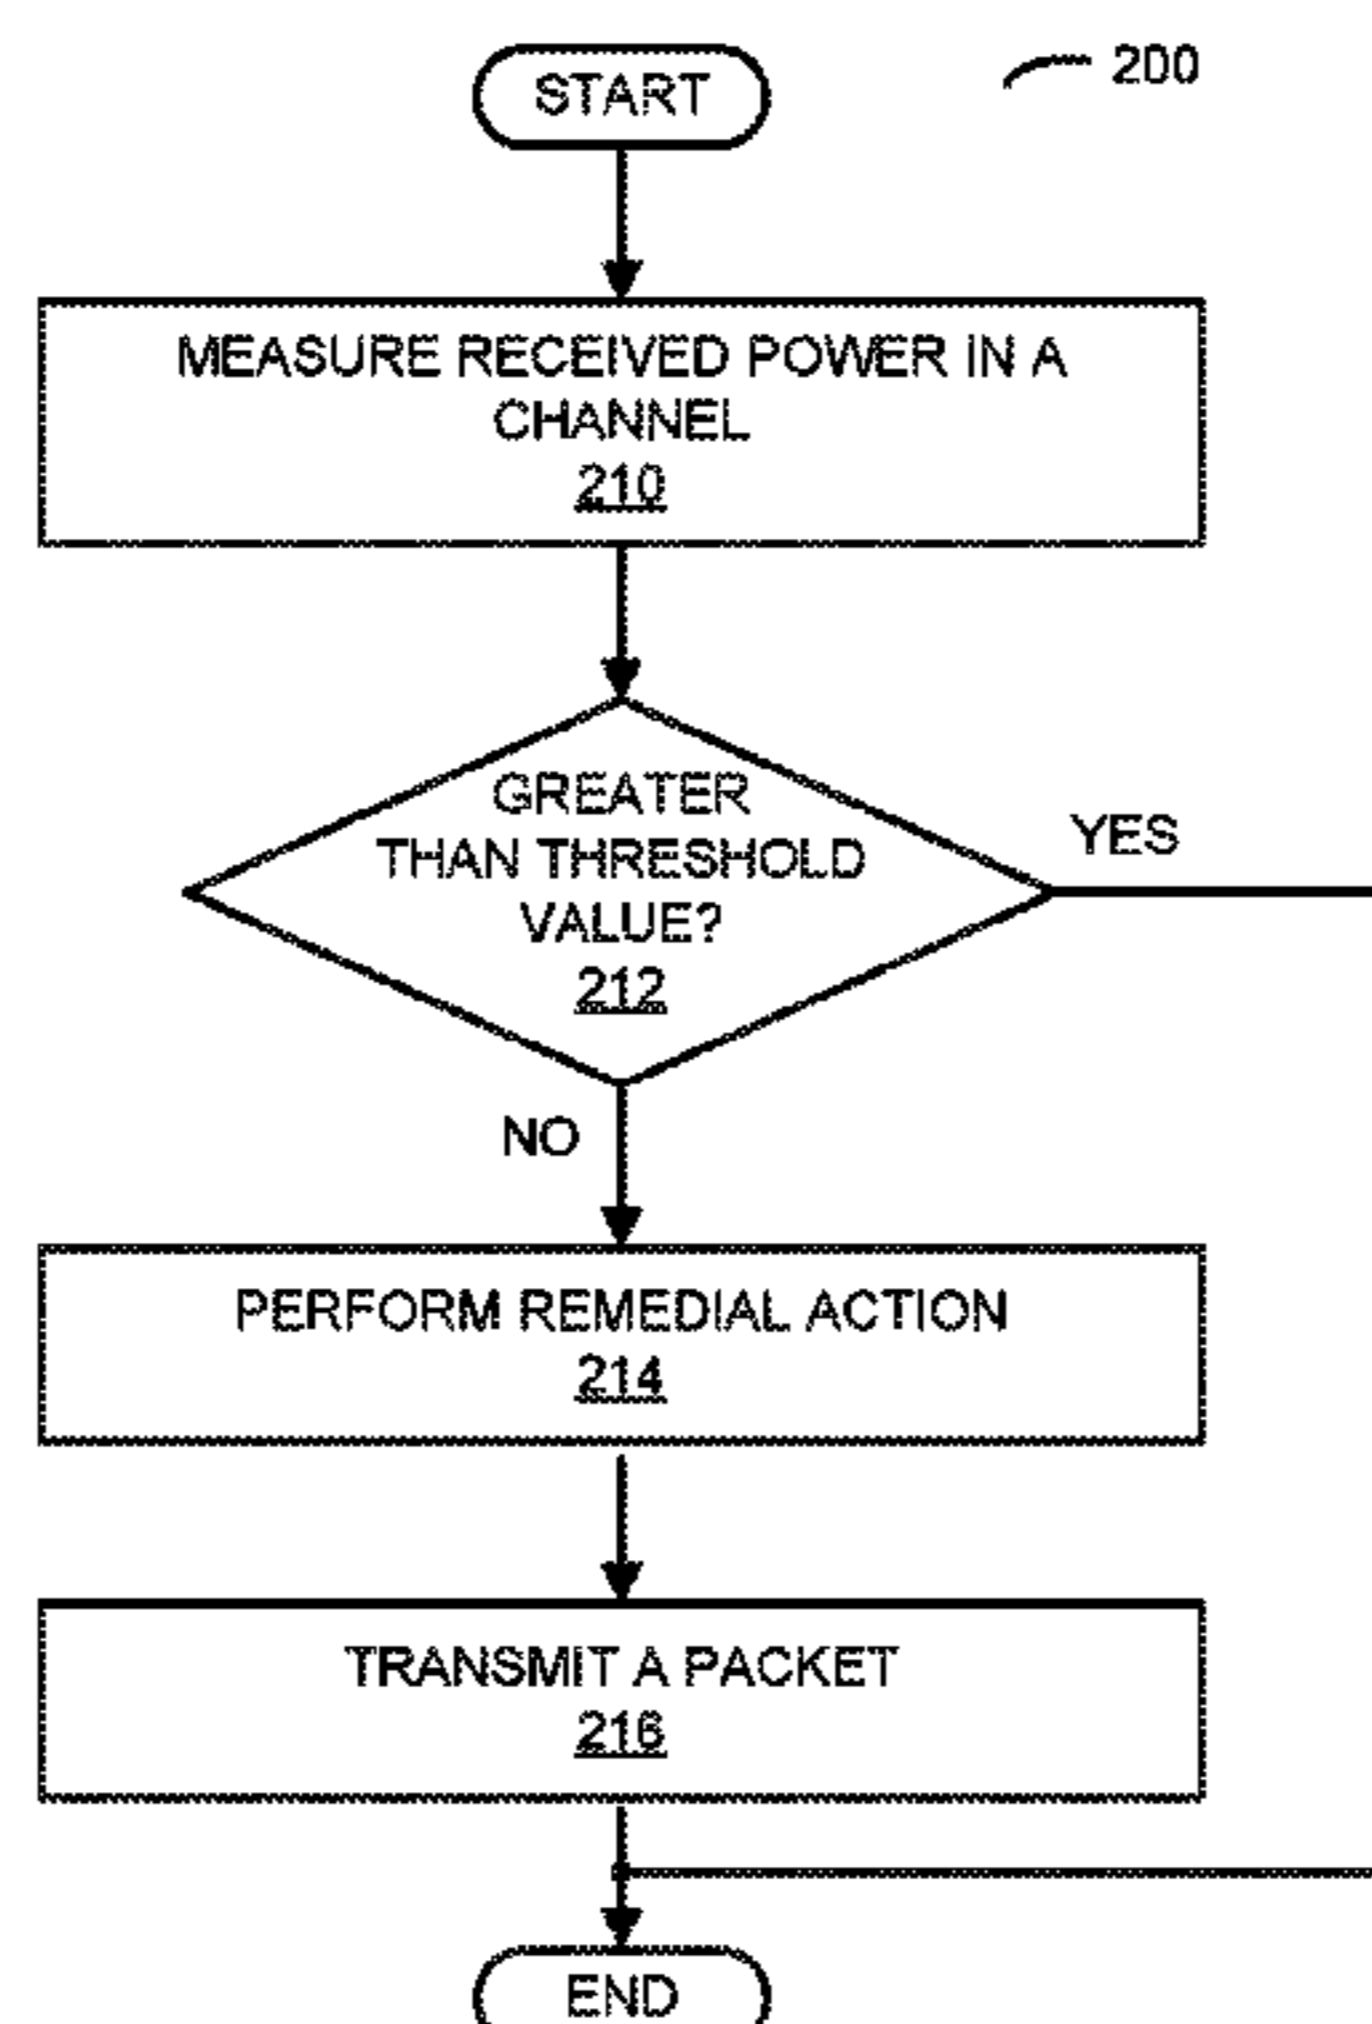 START
200
MEASURE RECEIVED POWER IN A
CHANNEL
210
GREATER
THAN THRESHOLD
VALUE?
212
YES
NO
PERFORM REMEDIAL ACTION
214
TRANSMIT A PACKET
216
END